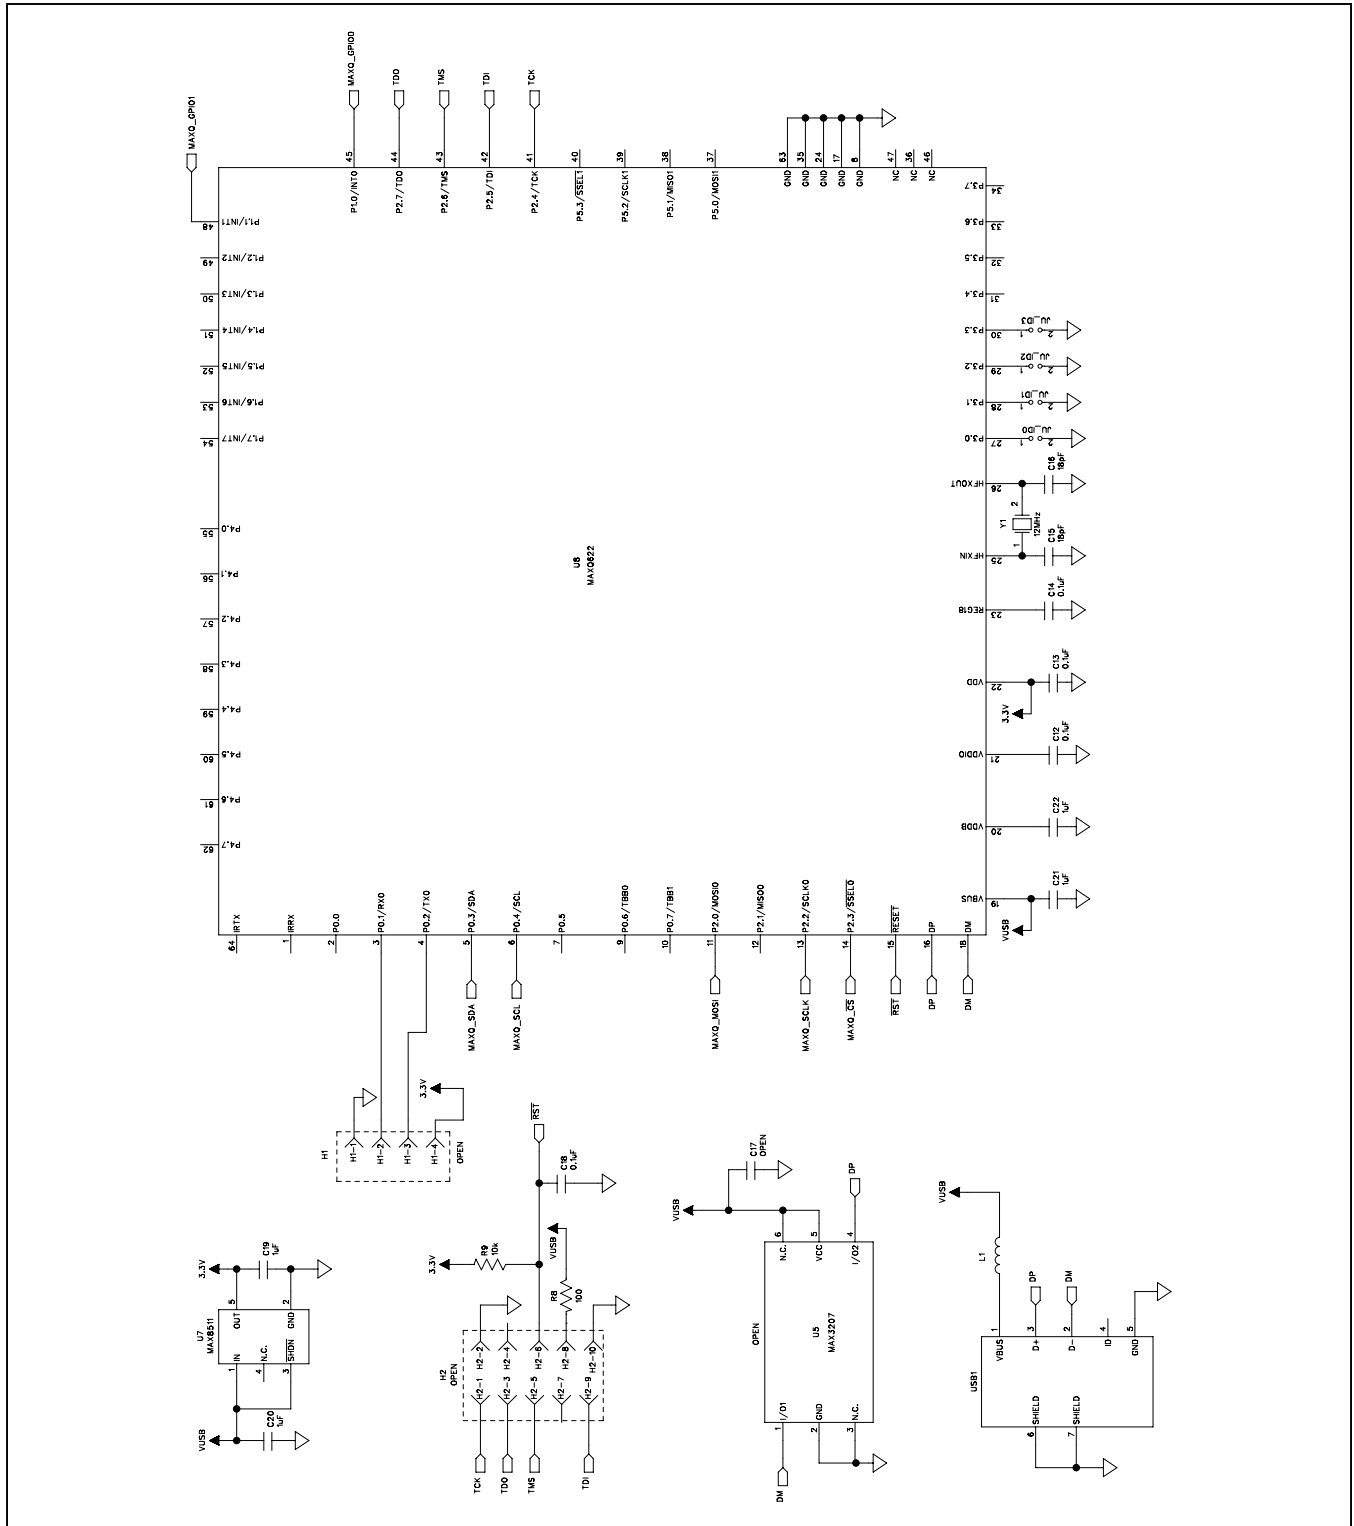 MAXQ_GPIO1
MAXQ_GPIO0
TDO
TMS
TDI
TCK
45
44
43
42
41
40
39
38
37
63
35
24
17
8
47
36
46
P1.0/INT0
P2.7/TDO
P2.6/TMS
P2.5/TDI
P2.4/TCK
P5.3/SSEL1
P5.2/SCLK1
P5.1/MISO1
P5.0/MOSI1
GND
GND
GND
GND
GND
NC
NC
NC
48 P1.1/INT1
49 P1.2/INT2
50 P1.3/INT3
51 P1.4/INT4
52 P1.5/INT5
53 P1.6/INT6
54 P1.7/INT7
55 P4.0
56 P4.1
57 P4.2
58 P4.3
59 P4.4
60 P4.5
61 P4.6
62 P4.7
U8
MAXQ622
P3.7 34
P3.6 33
P3.5 32
P3.4 31
P3.3 30 1 JU_ID3 2
P3.2 29 1 JU_ID2 2
P3.1 28 1 JU_ID1 2
P3.0 27 1 JU_ID0 2
HFXOUT 26
C16
18pF
2
Y1
12MHz
1
HFXIN 25
C15
18pF
REG18 23
C14
0.1uF
VDD 22
3.3V
C13
0.1uF
VDDIO 21
C12
0.1uF
VDDB 20
C22
1uF
VBUS 19
VUSB
C21
1uF
64 IRTX
1 IRRX
2 P0.0
3 P0.1/RX0
4 P0.2/TX0
5 P0.3/SDA
6 P0.4/SCL
7 P0.5
9 P0.6/TBB0
10 P0.7/TBB1
11 P2.0/MOSI0
12 P2.1/MISO0
13 P2.2/SCLK0
14 P2.3/SSEL0
15 RESET
16 DP
18 DM
MAXQ_SDA
MAXQ_SCL
MAXQ_MOSI
MAXQ_SCLK
MAXQ_CS
RST
DP
DM
3.3V
H1
H1-1
H1-2
H1-3
H1-4
OPEN
3.3V
C19
1uF
5
2
OUT
GND
U7
MAX8511
IN
N.C.
SHDN
1
4
3
VUSB
C20
1uF
RST
C18
0.1uF
3.3V
R9
10k
VUSB
R8
100
H2
OPEN
H2-2
H2-4
H2-6
H2-8
H2-10
H2-1
H2-3
H2-5
H2-7
H2-9
TCK
TDO
TMS
TDI
VUSB
C17
OPEN
DP
6
5
4
N.C.
VCC
I/O2
OPEN
U5
MAX3207
I/O1
GND
N.C.
1
2
3
DM
VUSB
L1
DP
DM
1
3
2
4
5
VBUS
D+
D-
ID
GND
USB1
SHIELD
SHIELD
6
7